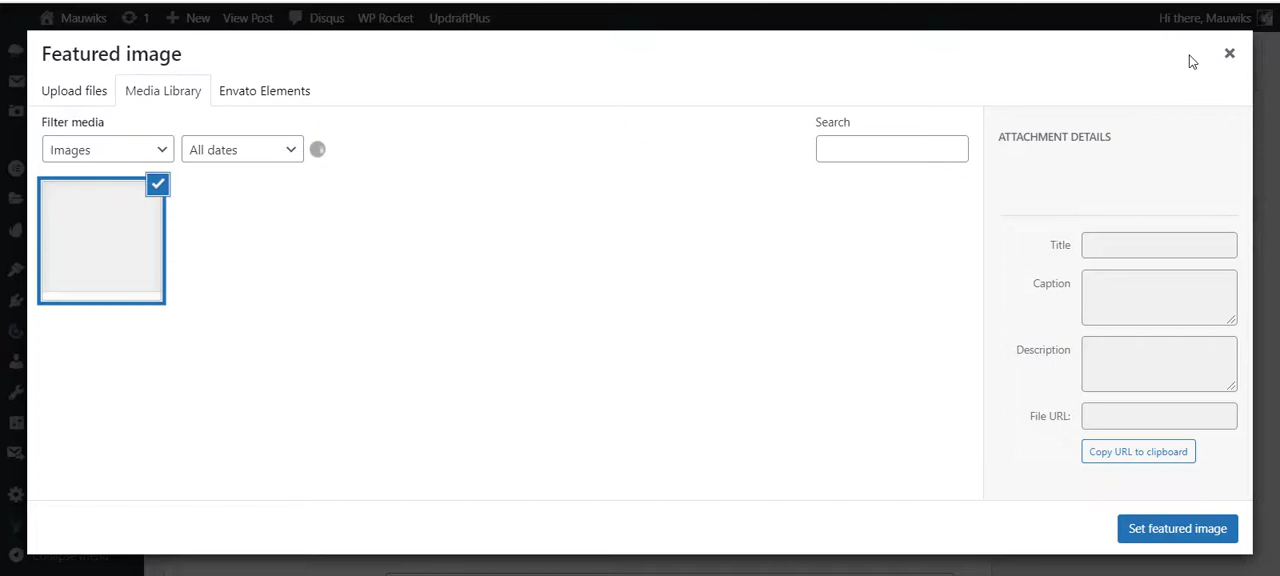 Mauwiks 1 New View Post Disqus WP Rocket UpdraftPlus Hi there, Mauwiks
Featured image
Upload files Media Library Envato Elements
Filter media Search
Images All dates
ATTACHMENT DETAILS
Title
Caption
Description
File URL:
Copy URL to clipboard
Set featured image
Collapse menu